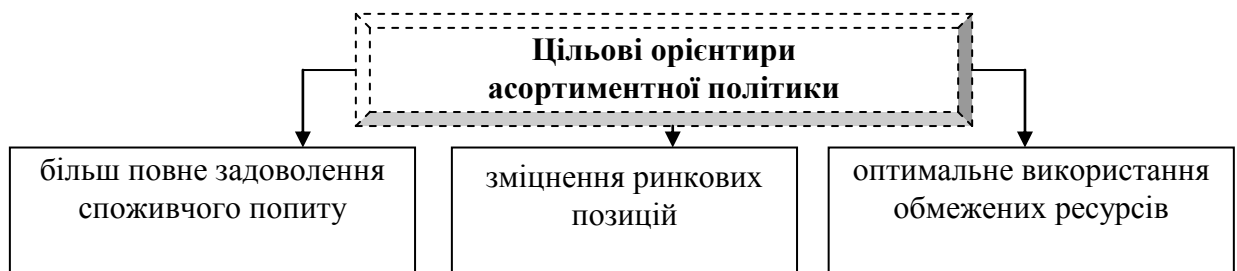 Цільові орієнтири
асортиментної політики
більш повне задоволення
споживчого попиту
зміцнення ринкових
позицій
оптимальне використання
обмежених ресурсів